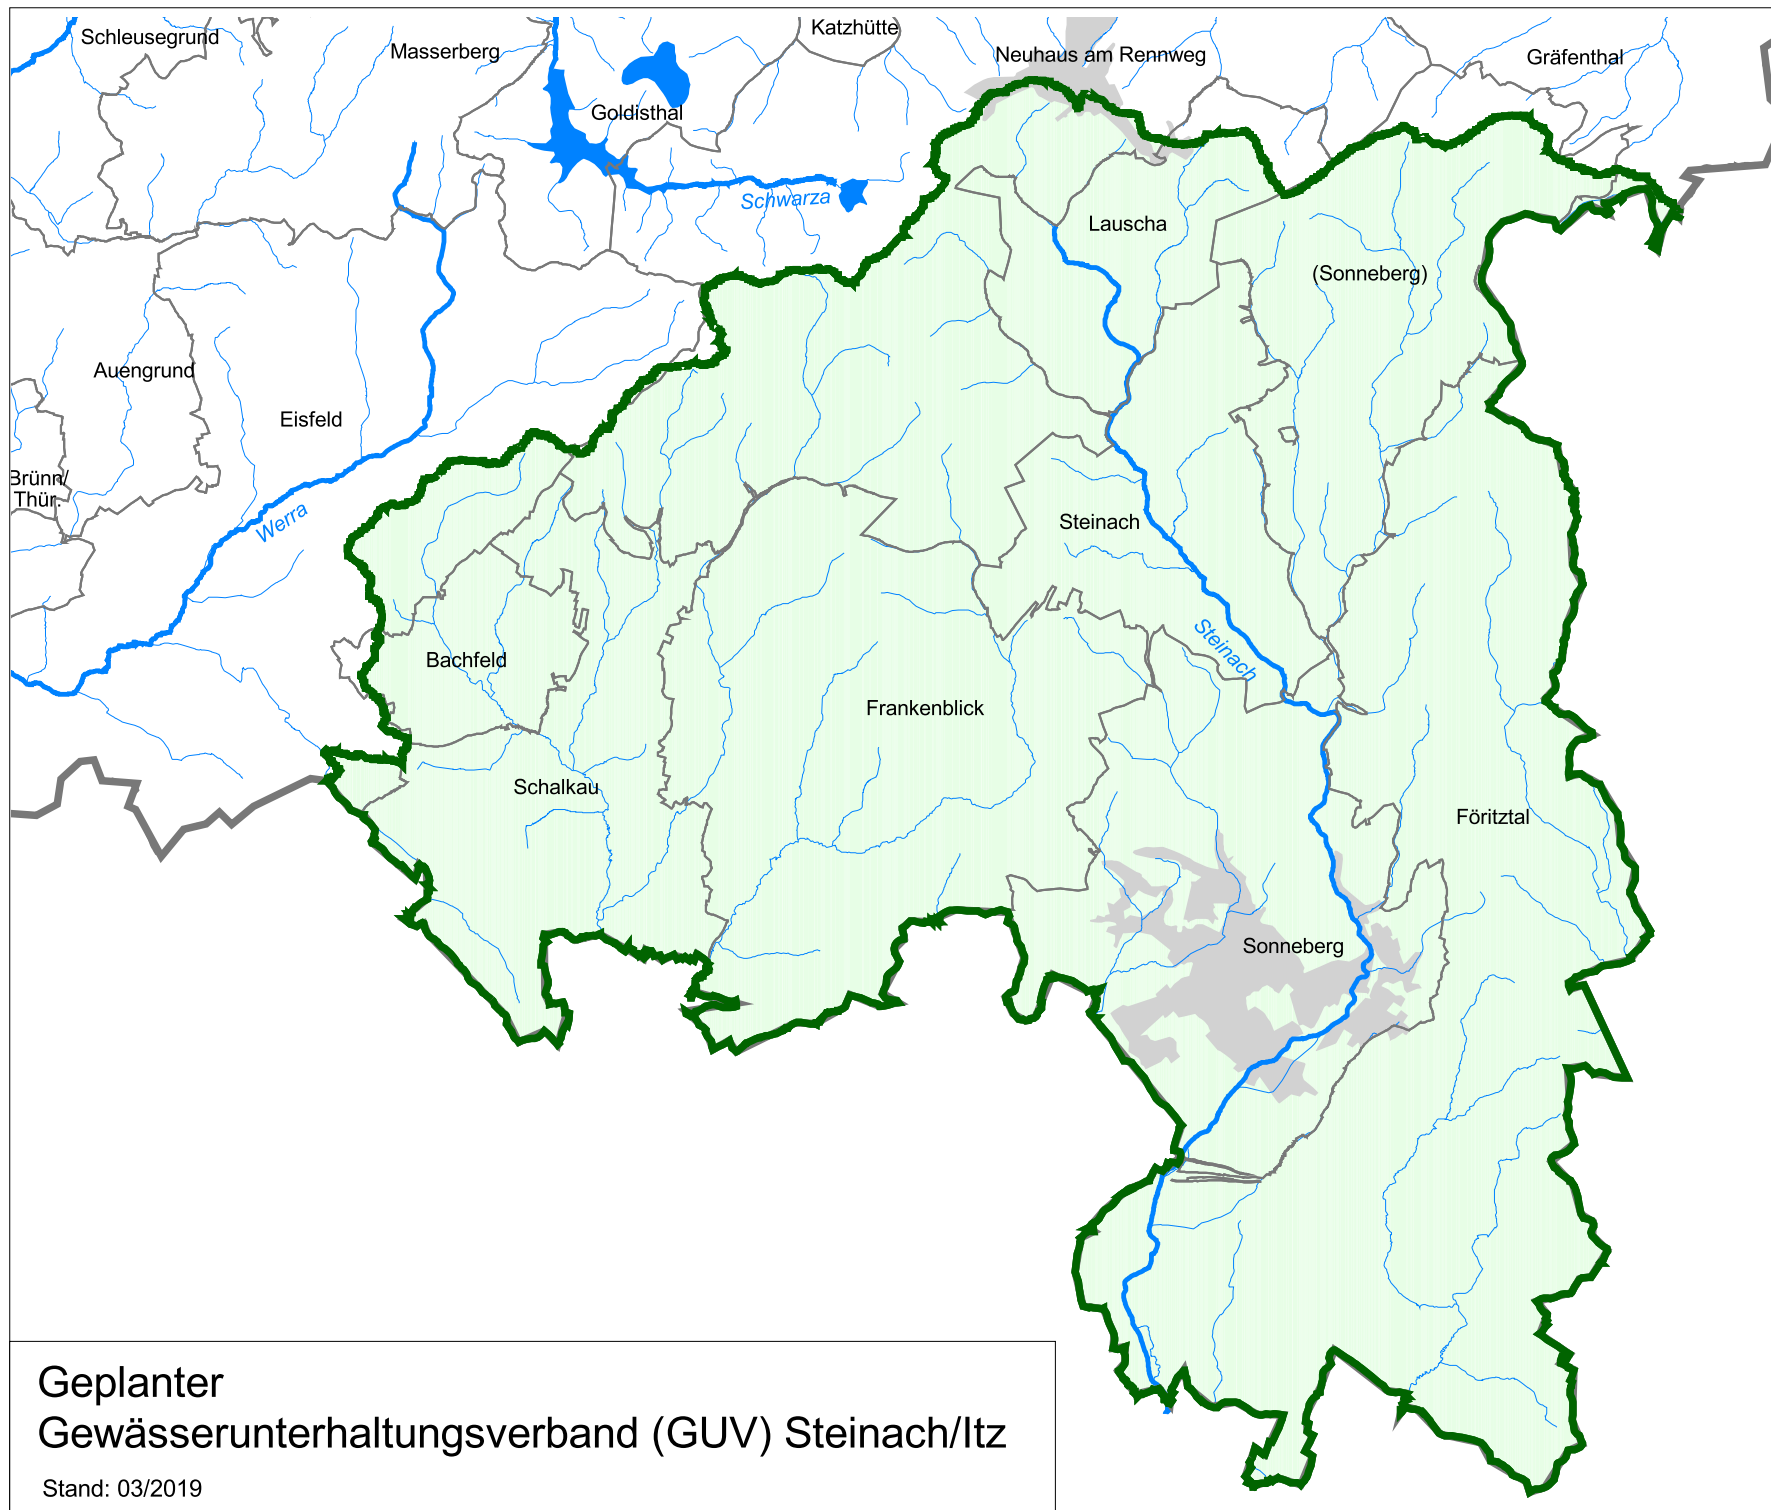 Schleusegrund
Masserberg
Katzhütte
Neuhaus am Rennweg
Gräfenthal
Goldisthal
Schwarza
Lauscha
(Sonneberg)
Auengrund
Eisfeld
Brünn/
Thür.
Werra
Steinach
Steinach
Bachfeld
Frankenblick
Schalkau
Föritztal
Sonneberg
Geplanter
Gewässerunterhaltungsverband (GUV) Steinach/Itz
Stand: 03/2019